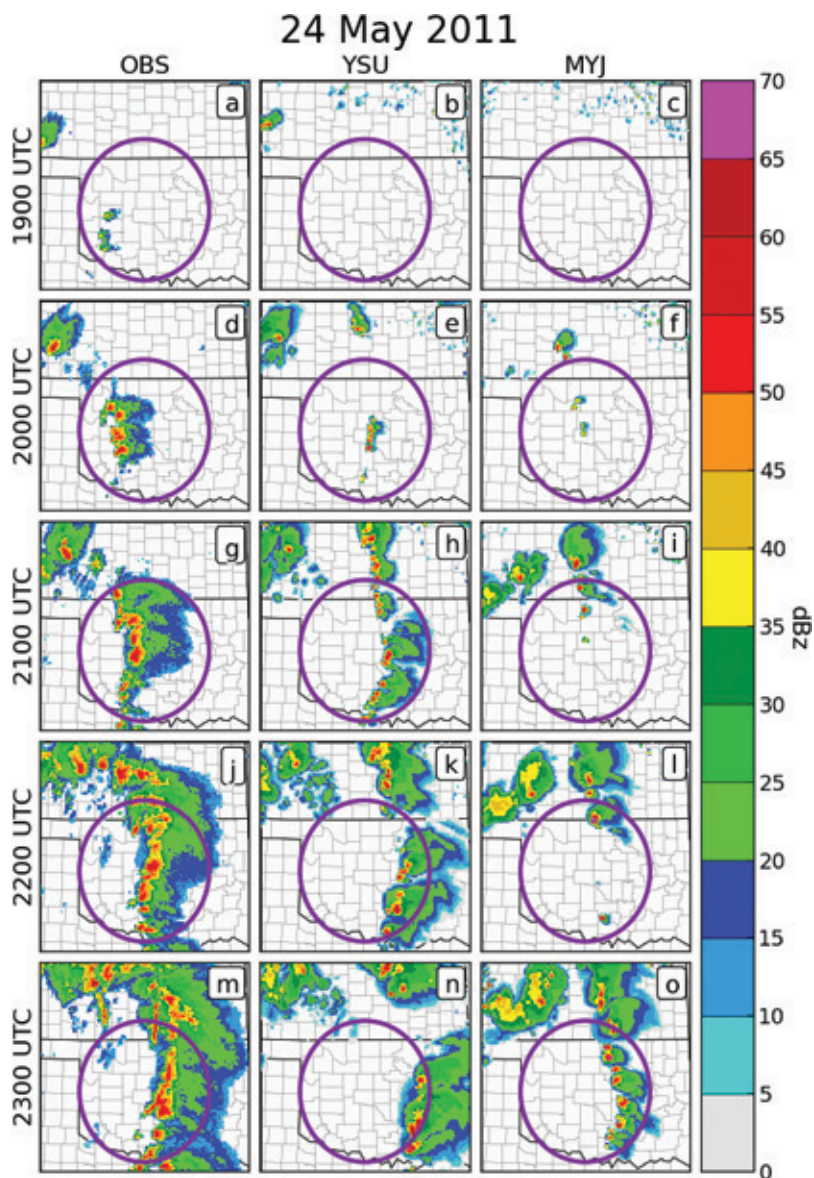 24 May 2011
OBS YSU MYJ
1900 UTC
a b c
2000 UTC
d e f
2100 UTC
g h i
2200 UTC
j k l
2300 UTC
m n o
70
65
60
55
50
45
40
35
30
25
20
15
10
5
0
dBz